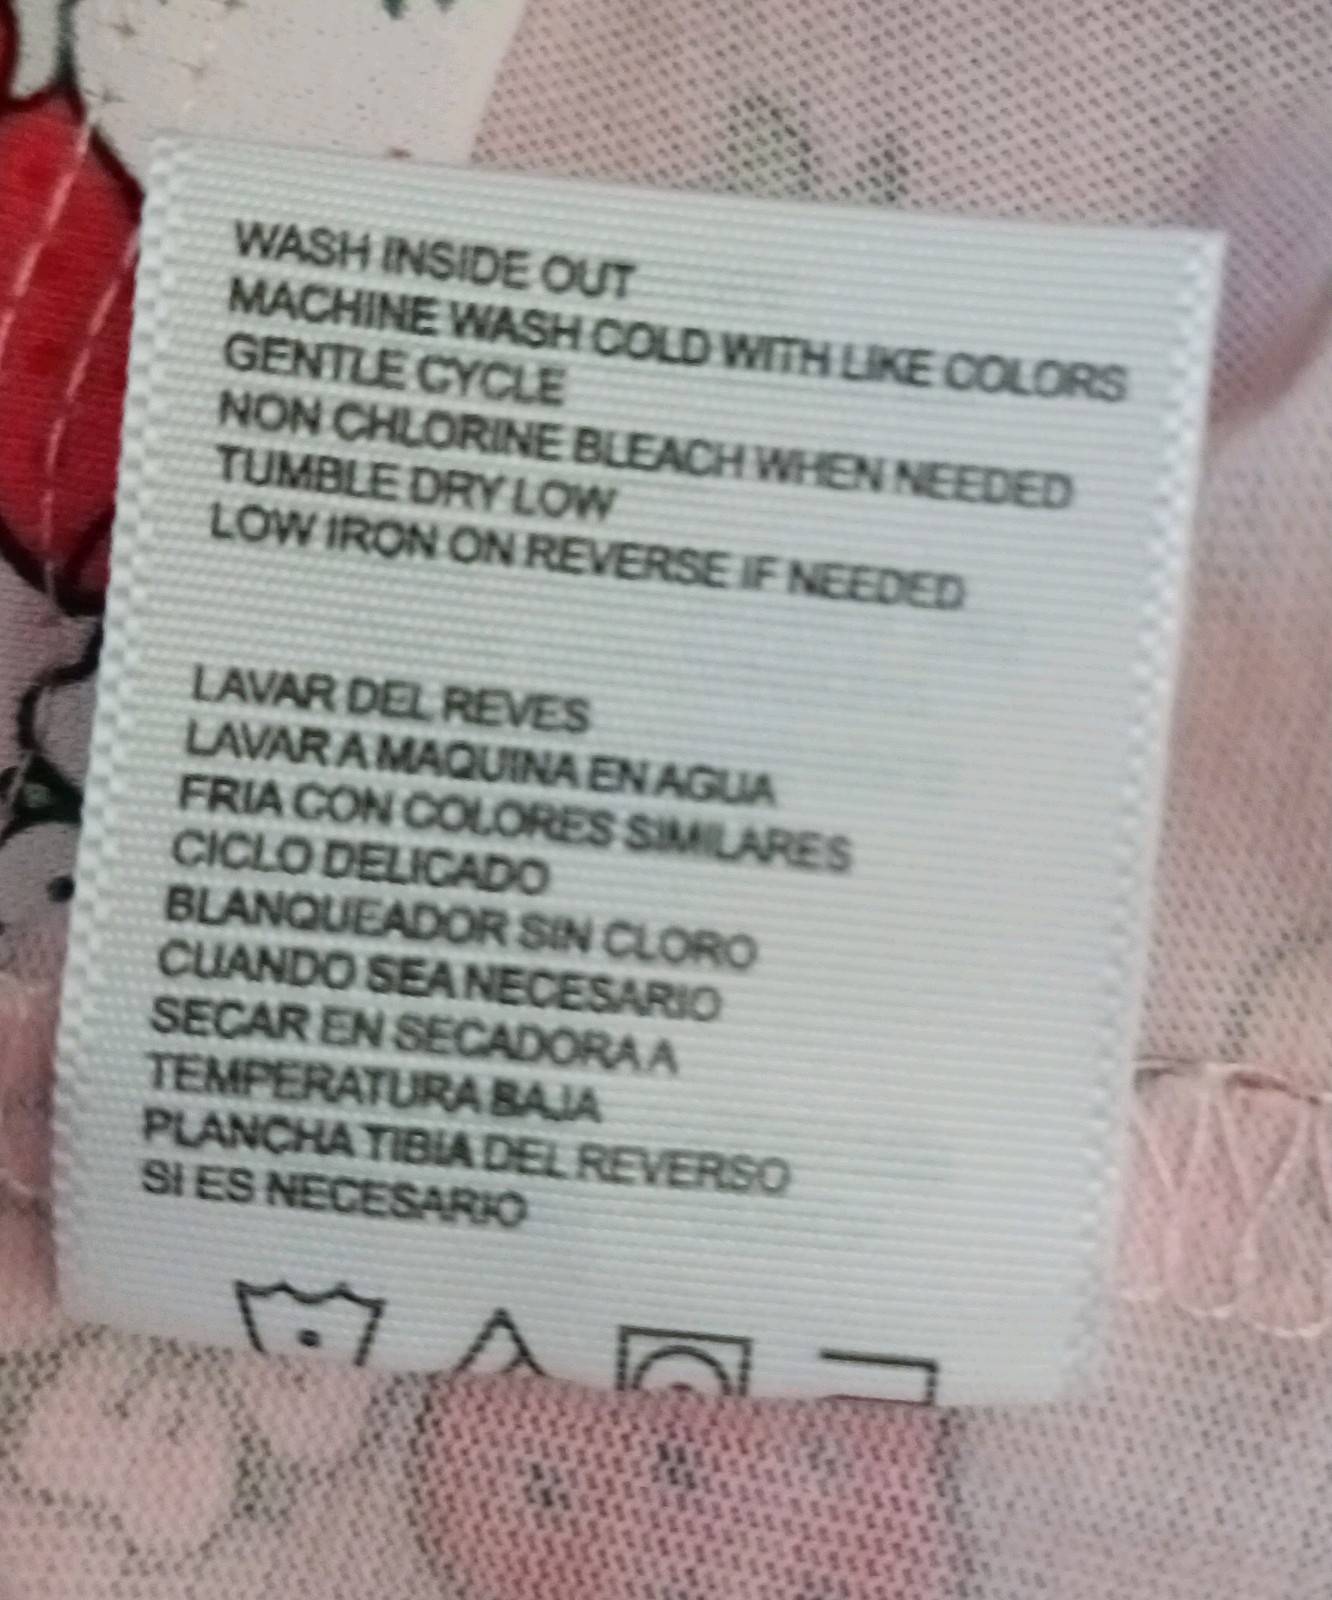 WASH INSIDE OUT
MACHINE WASH COLD WITH LIKE COLORS
GENTLE CYCLE
NON CHLORINE BLEACH WHEN NEEDED
TUMBLE DRY LOW
LOW IRON ON REVERSE IF NEEDED
LAVAR DEL REVES
LAVAR A MAQUINA EN AGUA
FRIA CON COLORES SIMILARES
CICLO DELICADO
BLANQUEADOR SIN CLORO
CUANDO SEA NECESARIO
SECAR EN SECADORA A
TEMPERATURA BAJA
PLANCHA TIBIA DEL REVERSO
SI ES NECESARIO